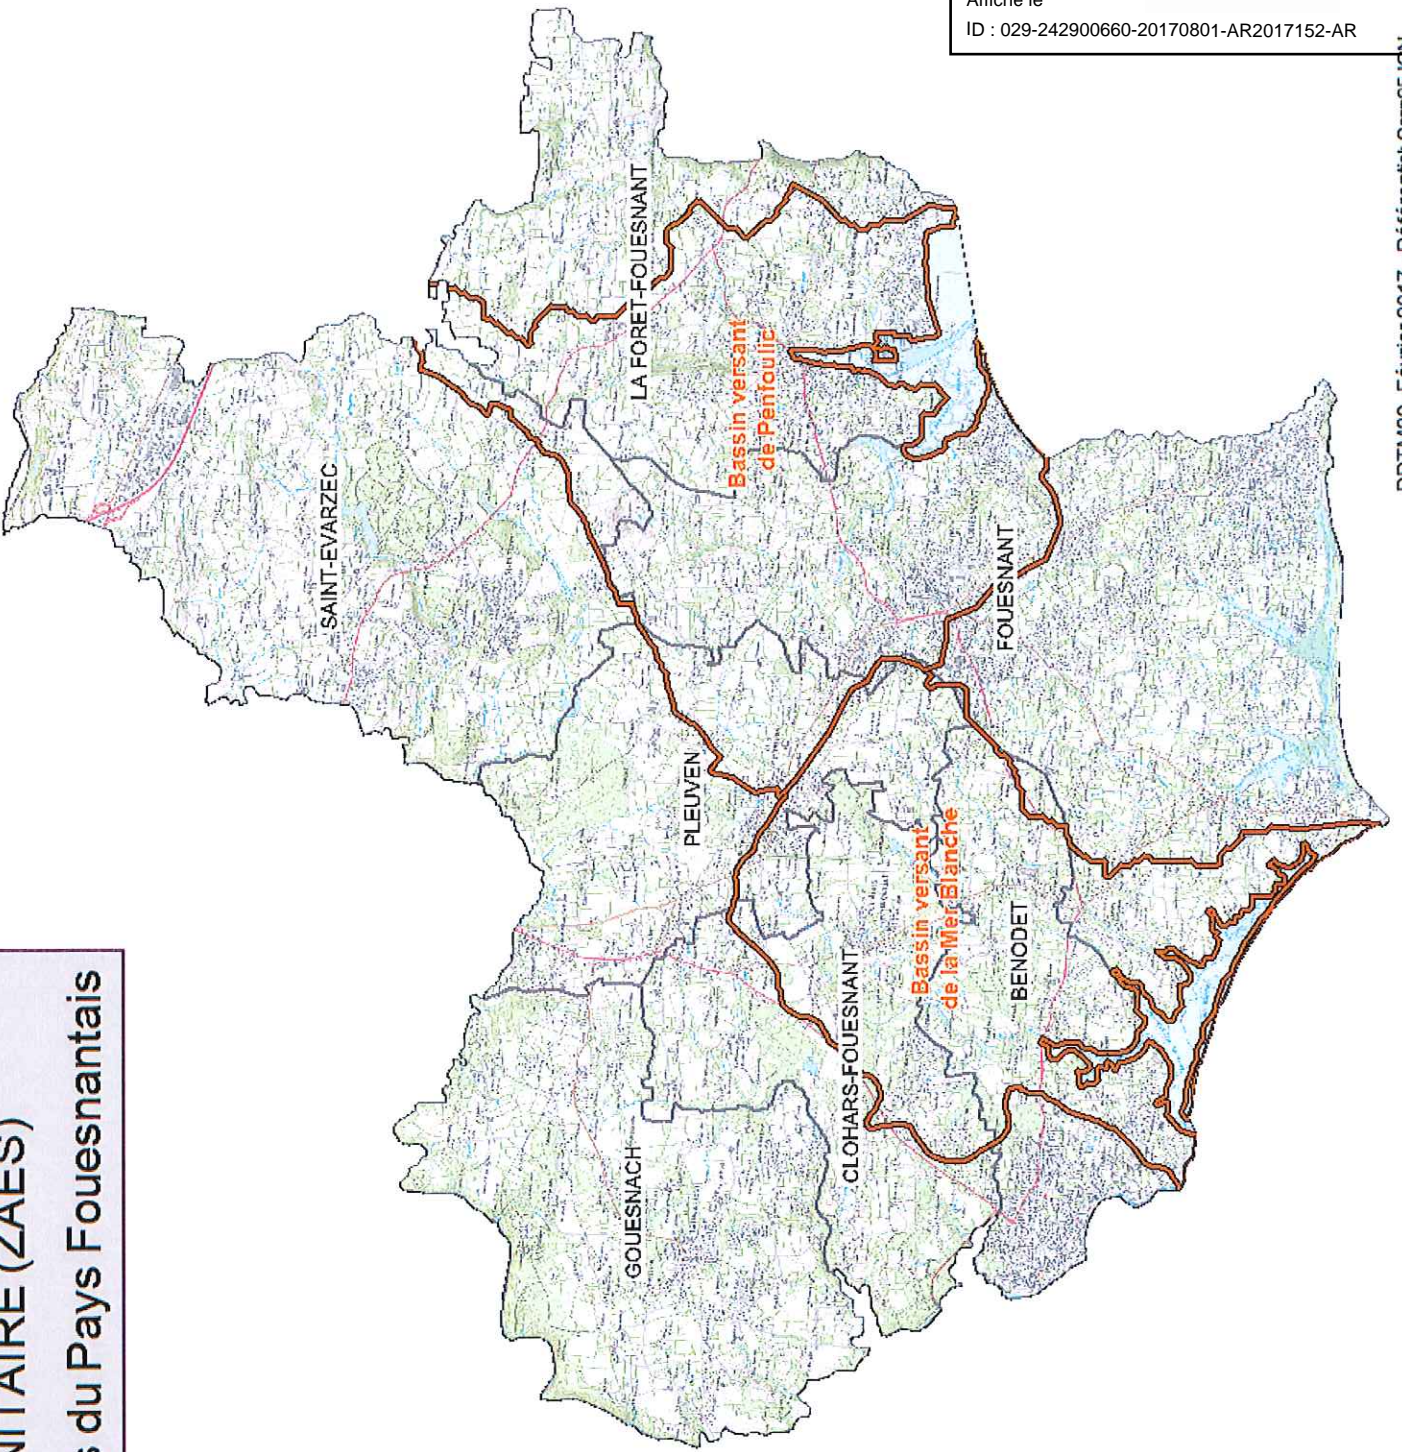 NITAIRE (ZAES)
s du Pays Fouesnantais
ID : 029-242900660-20170801-AR2017152-AR
SAINT-EVARZEC
LA FORET-FOUESNANT
Bassin versant
de Penfoulic
PLEUVEN
FOUESNANT
GOUESNACH
CLOHARS-FOUESNANT
Bassin versant
de la Mer Blanche
BENODET